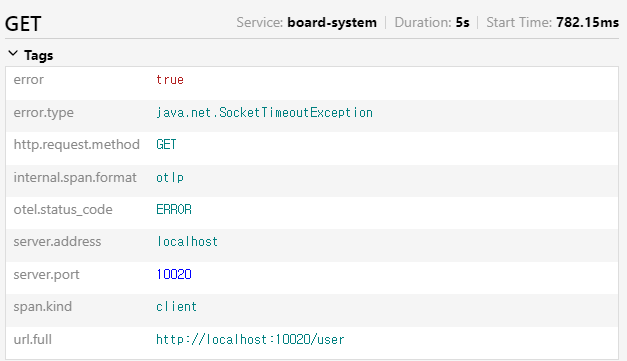 GET Service: board-system Duration: 5s Start Time: 782.15ms
Tags
error true
error.type java.net.SocketTimeoutException
http.request.method GET
internal.span.format otlp
otel.status_code ERROR
server.address localhost
server.port 10020
span.kind client
url.full http://localhost:10020/user